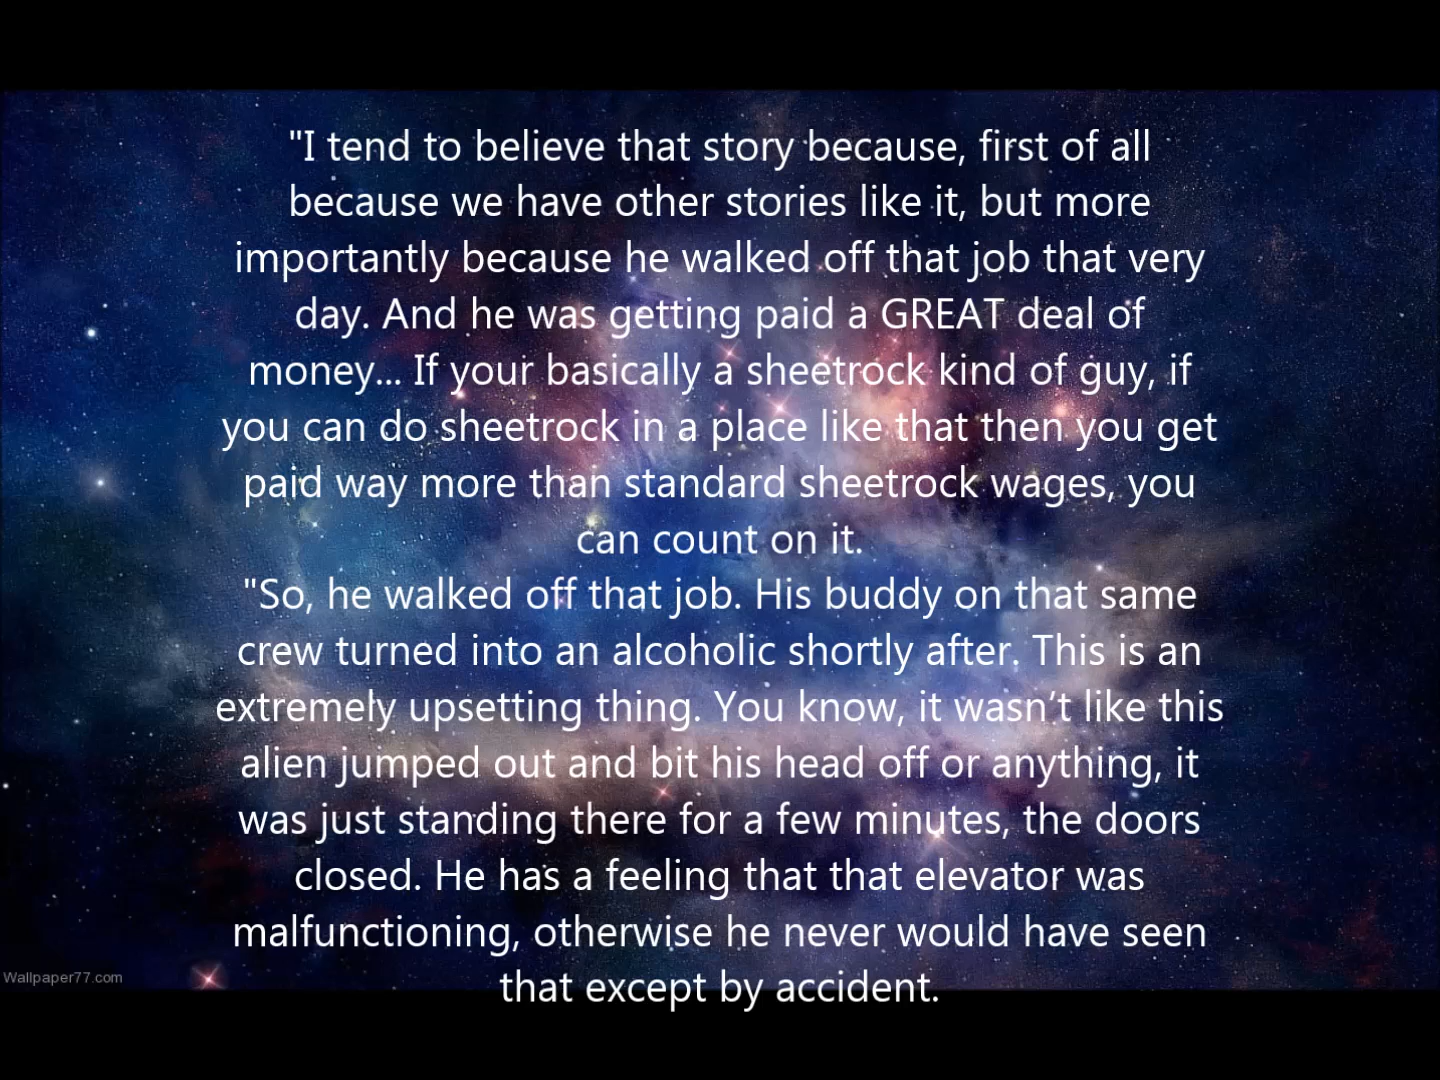 "I tend to believe that story because, first of all
because we have other stories like it, but more
importantly because he walked off that job that very
day. And he was getting paid a GREAT deal of
money... If your basically a sheetrock kind of guy, if
you can do sheetrock in a place like that then you get
paid way more than standard sheetrock wages, you
can count on it.
"So, he walked off that job. His buddy on that same
crew turned into an alcoholic shortly after. This is an
extremely upsetting thing. You know, it wasn’t like this
alien jumped out and bit his head off or anything, it
was just standing there for a few minutes, the doors
closed. He has a feeling that that elevator was
malfunctioning, otherwise he never would have seen
that except by accident.
Wallpaper77.com